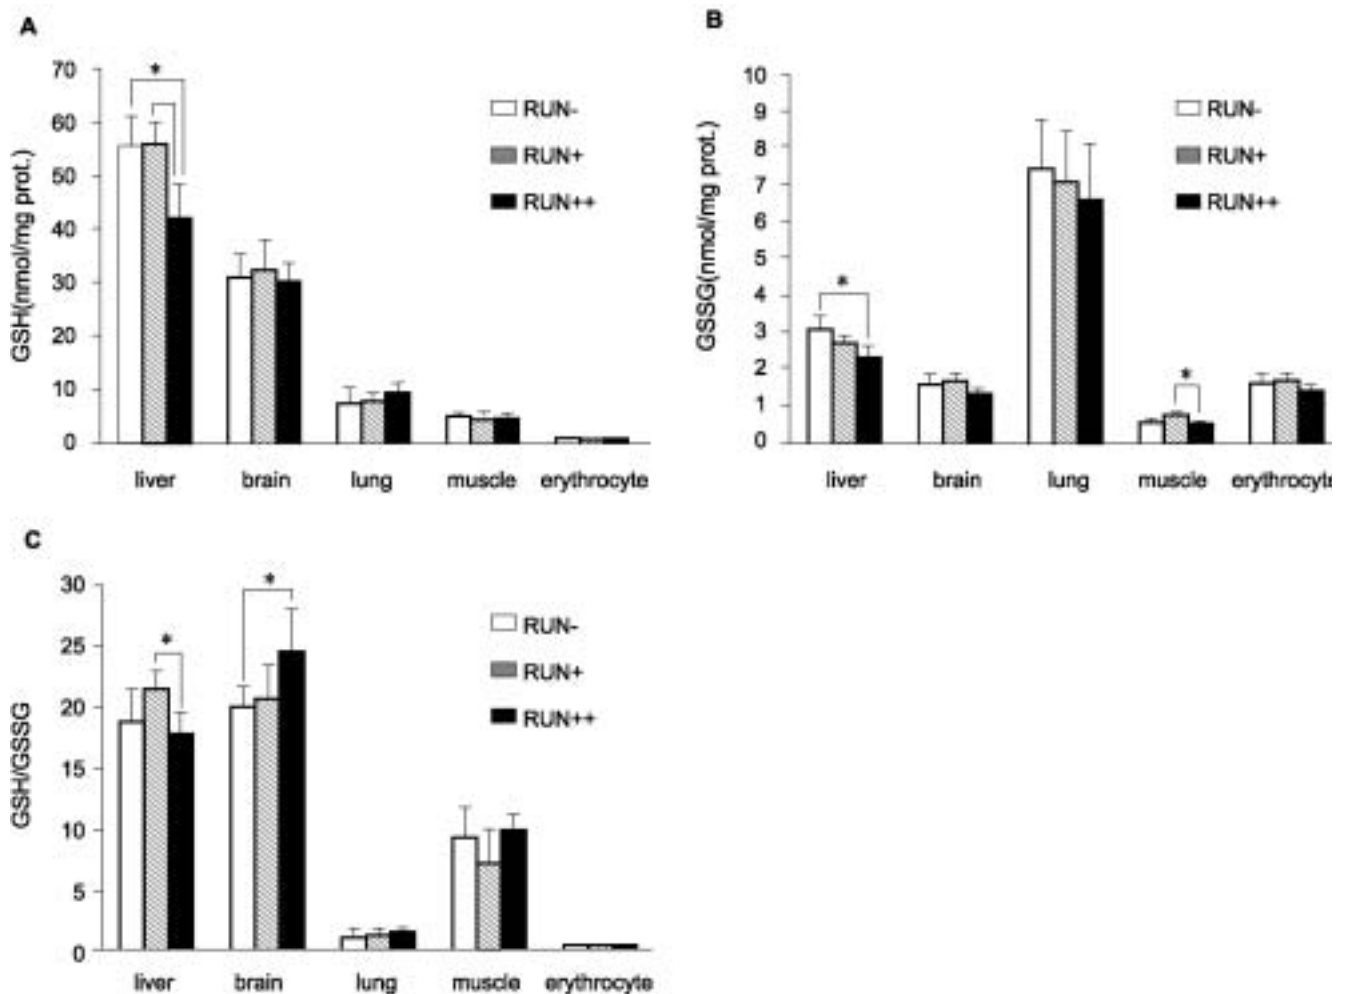 A
GSH(nmol/mg prot.)
70
60
50
40
30
20
10
0
*
RUN-
RUN+
RUN++
liver brain lung muscle erythrocyte
B
GSSG(nmol/mg prot.)
10
9
8
7
6
5
4
3
2
1
0
*
*
RUN-
RUN+
RUN++
liver brain lung muscle erythrocyte
C
GSH/GSSG
30
25
20
15
10
5
0
*
*
RUN-
RUN+
RUN++
liver brain lung muscle erythrocyte